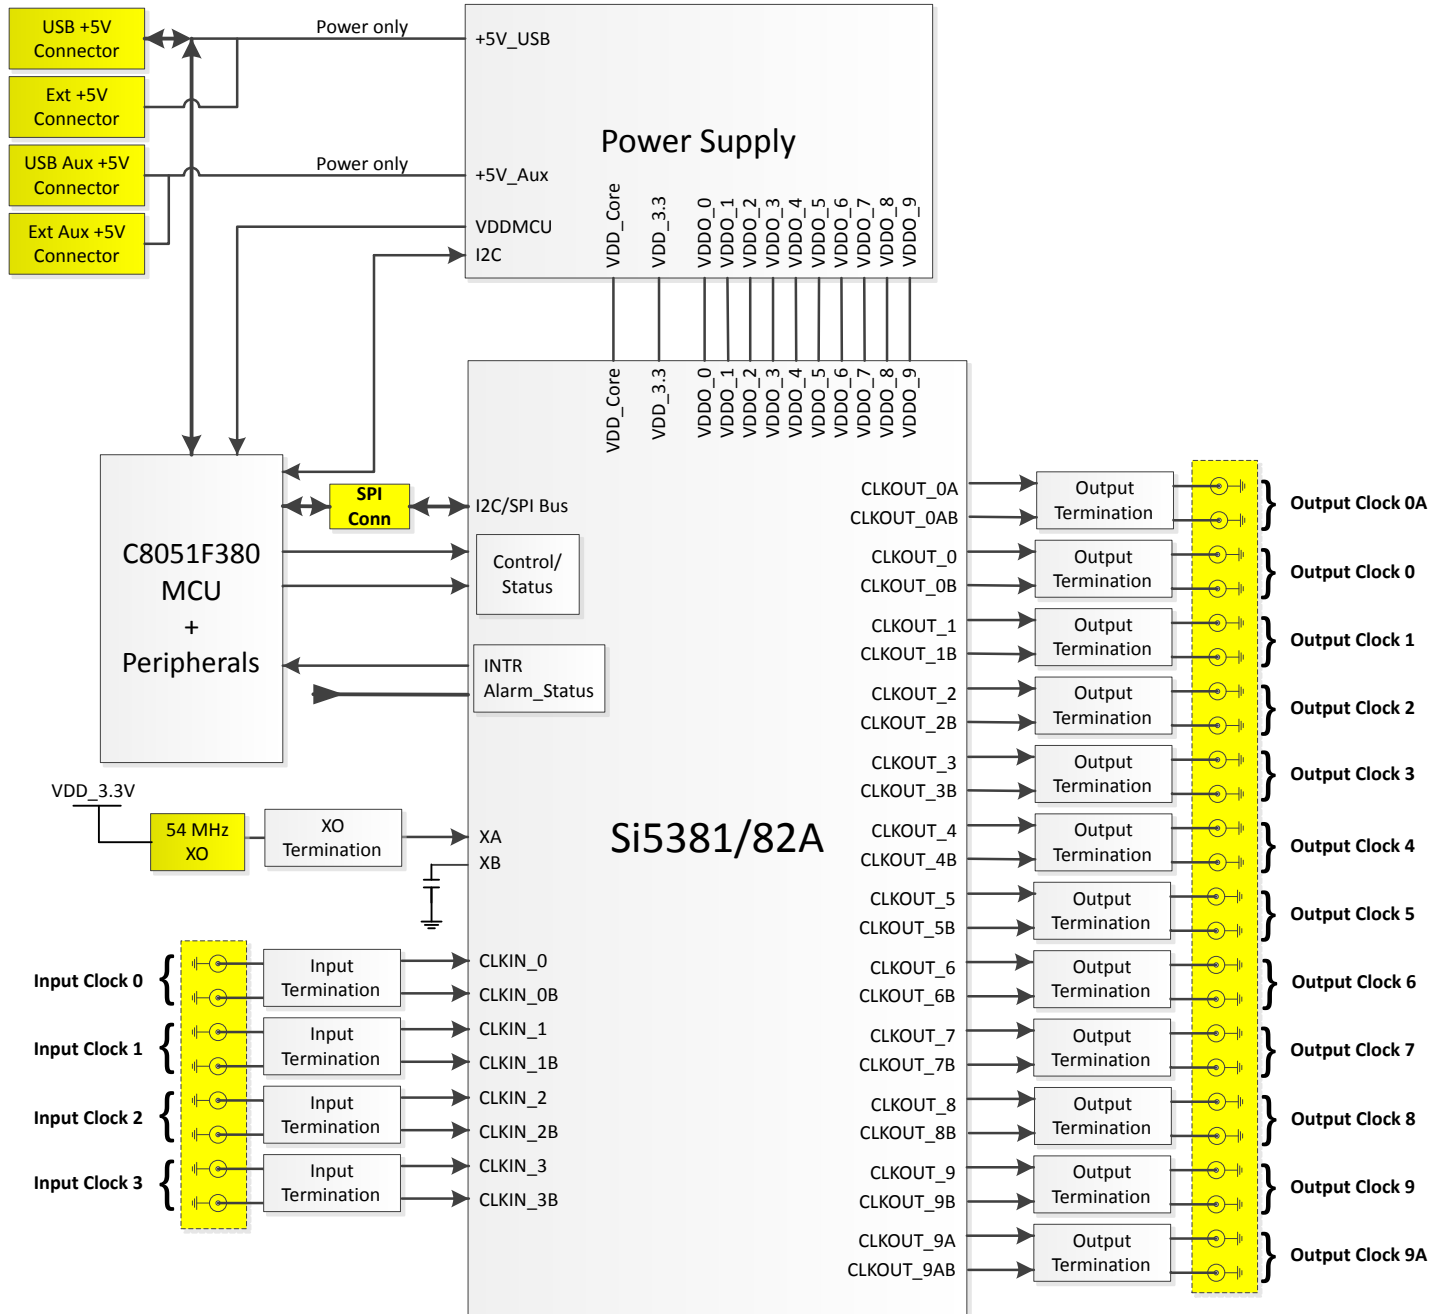 USB +5V
Connector
Ext +5V
Connector
USB Aux +5V
Connector
Ext Aux +5V
Connector
Power only
Power only
+5V_USB
Power Supply
+5V_Aux
VDDMCU
I2C
VDD_Core
VDD_3.3
VDDO_0
VDDO_1
VDDO_2
VDDO_3
VDDO_4
VDDO_5
VDDO_6
VDDO_7
VDDO_8
VDDO_9
VDD_Core
VDD_3.3
VDDO_0
VDDO_1
VDDO_2
VDDO_3
VDDO_4
VDDO_5
VDDO_6
VDDO_7
VDDO_8
VDDO_9
C8051F380
MCU
+
Peripherals
SPI
Conn
I2C/SPI Bus
Control/
Status
INTR
Alarm_Status
VDD_3.3V
54 MHz
XO
XO
Termination
XA
XB
Si5381/82A
Input Clock 0
Input
Termination
CLKIN_0
CLKIN_0B
Input Clock 1
Input
Termination
CLKIN_1
CLKIN_1B
Input Clock 2
Input
Termination
CLKIN_2
CLKIN_2B
Input Clock 3
Input
Termination
CLKIN_3
CLKIN_3B
CLKOUT_0A
CLKOUT_0AB
Output
Termination
Output Clock 0A
CLKOUT_0
CLKOUT_0B
Output
Termination
Output Clock 0
CLKOUT_1
CLKOUT_1B
Output
Termination
Output Clock 1
CLKOUT_2
CLKOUT_2B
Output
Termination
Output Clock 2
CLKOUT_3
CLKOUT_3B
Output
Termination
Output Clock 3
CLKOUT_4
CLKOUT_4B
Output
Termination
Output Clock 4
CLKOUT_5
CLKOUT_5B
Output
Termination
Output Clock 5
CLKOUT_6
CLKOUT_6B
Output
Termination
Output Clock 6
CLKOUT_7
CLKOUT_7B
Output
Termination
Output Clock 7
CLKOUT_8
CLKOUT_8B
Output
Termination
Output Clock 8
CLKOUT_9
CLKOUT_9B
Output
Termination
Output Clock 9
CLKOUT_9A
CLKOUT_9AB
Output
Termination
Output Clock 9A